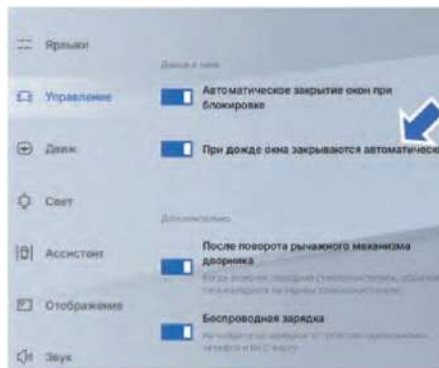 Ярлыки
Управление
Автоматическое закрытие окон при
блокировке
Движ
При дожде окна закрываются автоматическ
Свет
Дополнительно
Ассистент
После поворота рычажного механизма
дворника
Отображение
Беспроводная зарядка
Звук